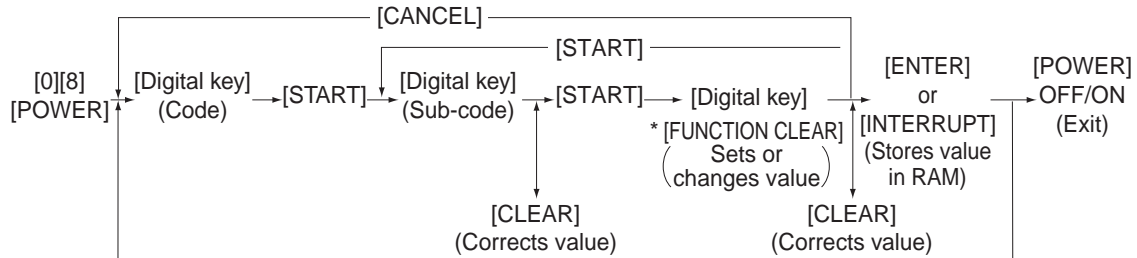 [CANCEL]
[START]
[0][8]
[POWER]
[Digital key]
(Code)
[START]
[Digital key]
(Sub-code)
[START]
[Digital key]
* [FUNCTION CLEAR]
(Sets or
changes value)
[ENTER]
or
[INTERRUPT]
(Stores value
in RAM)
[POWER]
OFF/ON
(Exit)
[CLEAR]
(Corrects value)
[CLEAR]
(Corrects value)